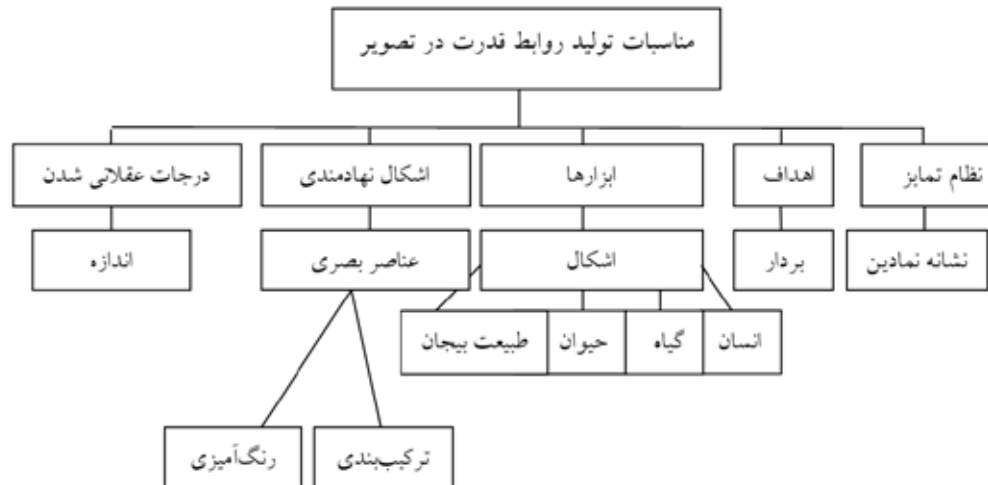 مناسبات تولید روابط قدرت در تصویر
نظام تمایز
اهداف
ابزارها
اشکال نهادمندی
درجات عقلانی شدن
نشانه نمادین
بردار
اشکال
عناصر بصری
اندازه
انسان
گیاه
حیوان
طبیعت بیجان
ترکیب‌بندی
رنگ‌آمیزی